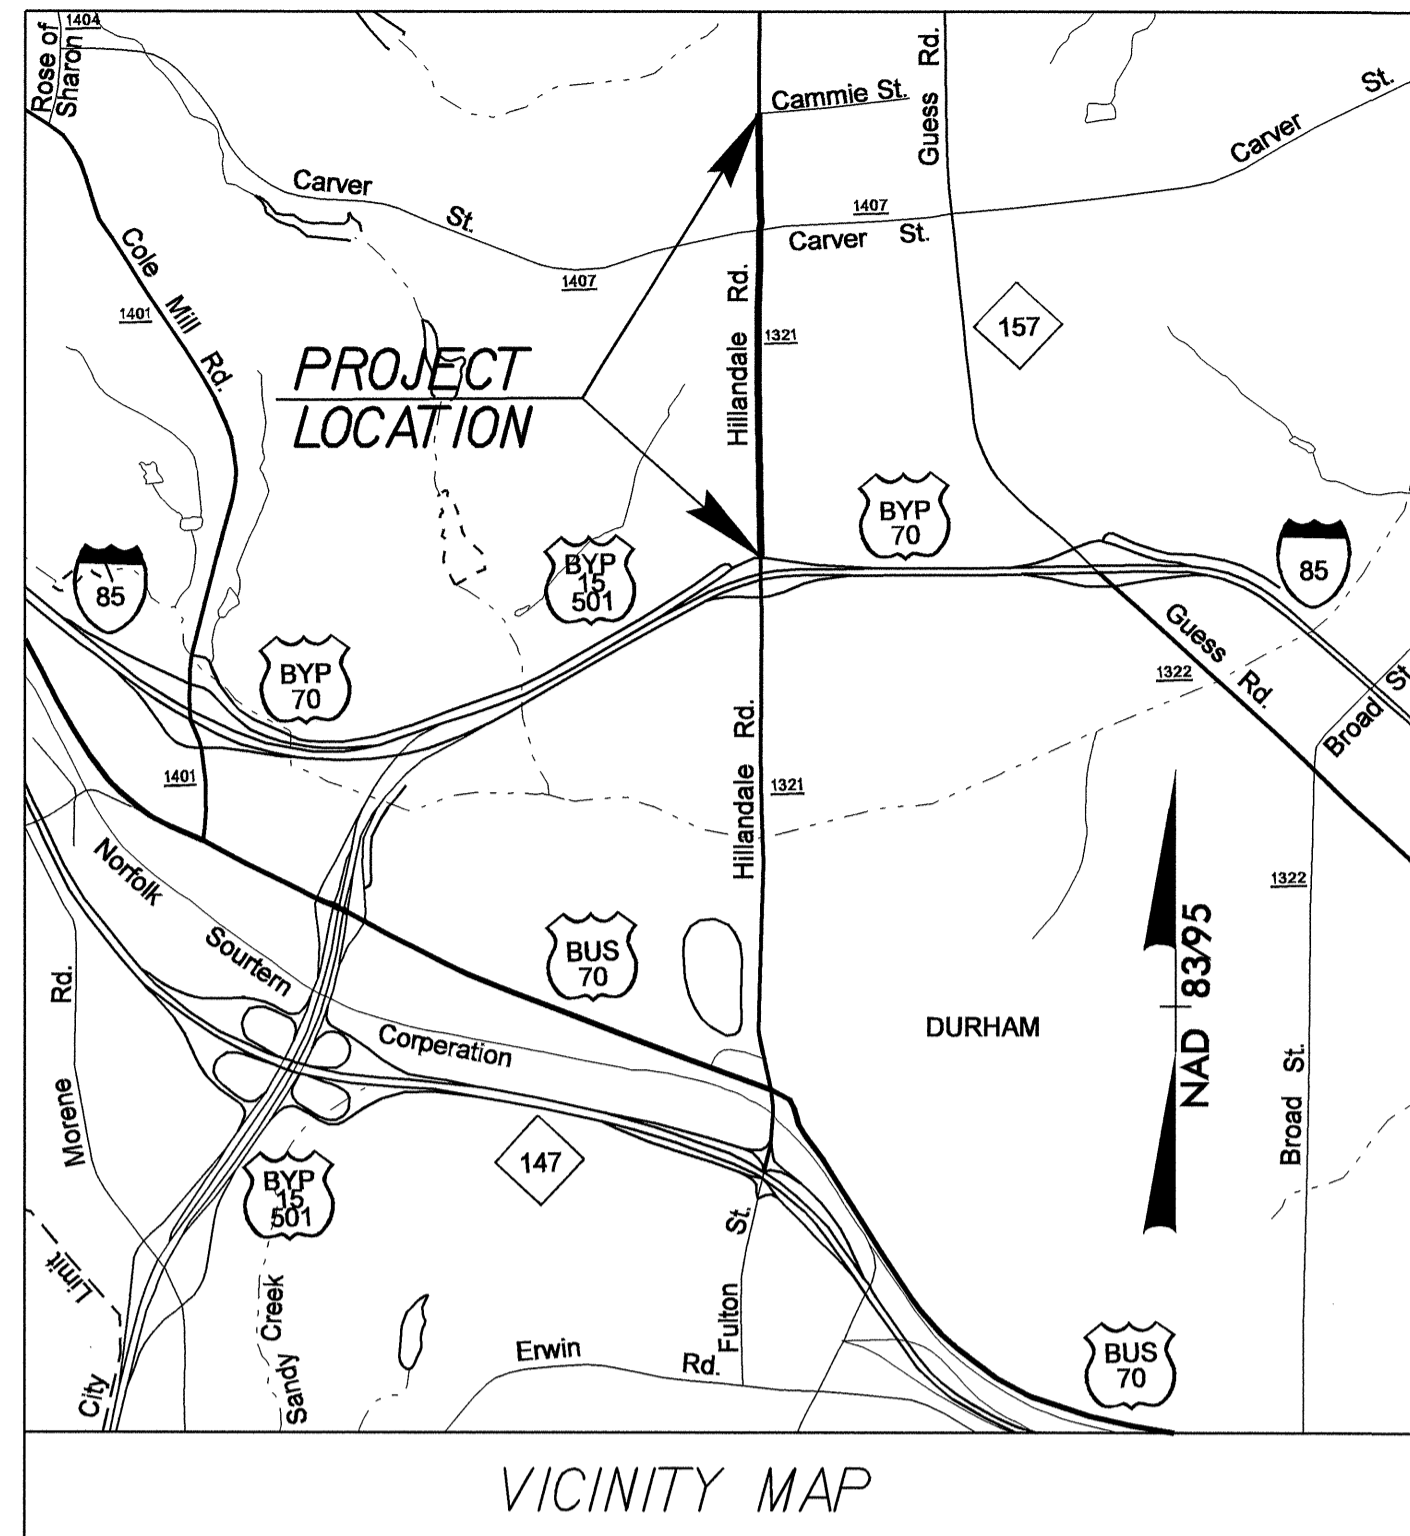 1404
Rose of
Sharon
Cammie St.
Guess Rd.
St.
Carver
Carver
St.
1407
Carver St.
1407
Cole Mill Rd.
1401
Hillandale Rd.
1321
157
PROJECT
LOCATION
BYP
70
BYP
15
501
85
85
BYP
70
Guess Rd.
1322
Broad St.
1401
Hillandale Rd.
1321
1322
Norfolk
Sourtern
Corperation
BUS
70
DURHAM
NAD 83/95
Morene Rd.
Broad St.
147
BYP
15
501
Fulton St.
City Limit
Sandy Creek
Erwin Rd.
BUS
70
VICINITY MAP